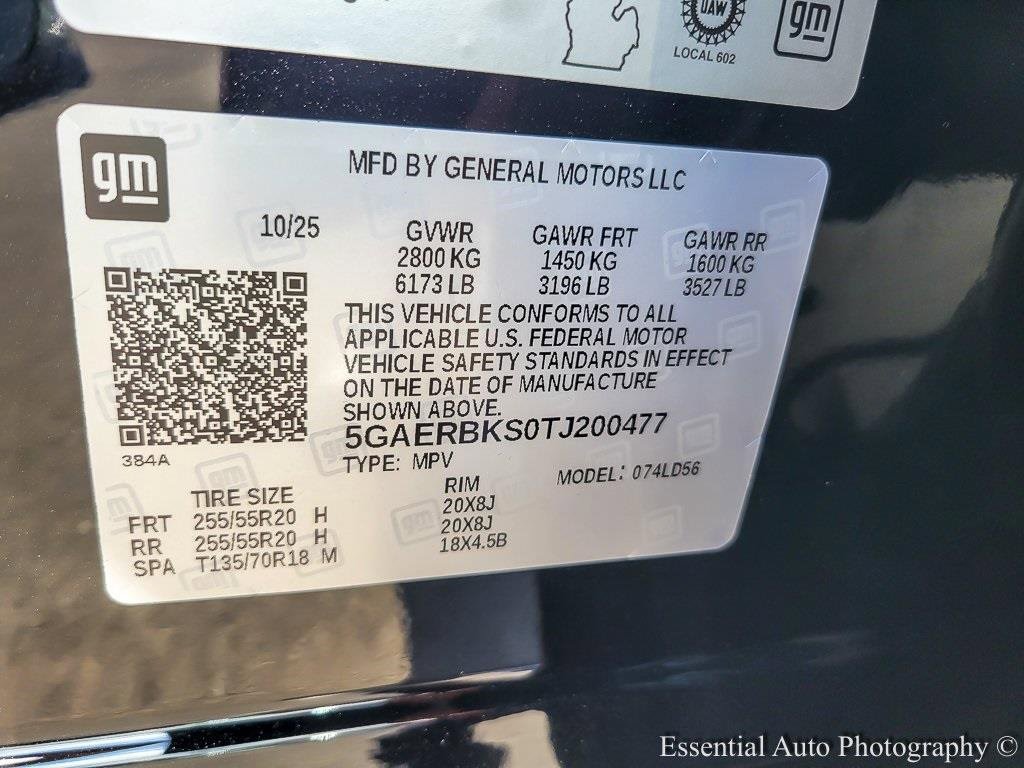 UAW
LOCAL 602
gm
gm
MFD BY GENERAL MOTORS LLC
10/25 GVWR GAWR FRT GAWR RR
2800 KG 1450 KG 1600 KG
6173 LB 3196 LB 3527 LB
THIS VEHICLE CONFORMS TO ALL
APPLICABLE U.S. FEDERAL MOTOR
VEHICLE SAFETY STANDARDS IN EFFECT
ON THE DATE OF MANUFACTURE
SHOWN ABOVE.
5GAERBKS0TJ200477
384A TYPE: MPV MODEL: 074LD56
TIRE SIZE RIM
FRT 255/55R20 H 20X8J
RR 255/55R20 H 20X8J
SPA T135/70R18 M 18X4.5B
Essential Auto Photography ©